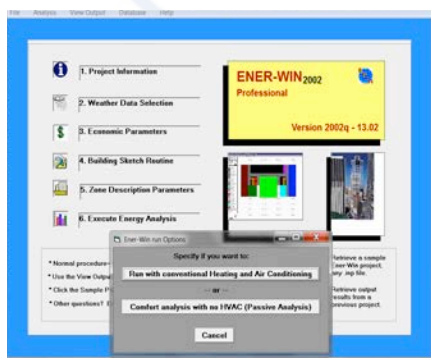 File Analysis View Output Database Help
1. Project Information
2. Weather Data Selection
3. Economic Parameters
4. Building Sketch Routine
5. Zone Description Parameters
6. Execute Energy Analysis
ENER-WIN 2002
Professional
Version 2002q - 13.02
Ener-Win run Options
Specify if you want to:
Run with conventional Heating and Air Conditioning
--- or ---
Comfort analysis with no HVAC (Passive Analysis)
Cancel
* Normal procedure-
* Use the View Outpu
* Click the Sample P
* Other questions?
Retrieve a sample
Ener-Win project,
any .inp file.
Retrieve output
results from a
previous project.